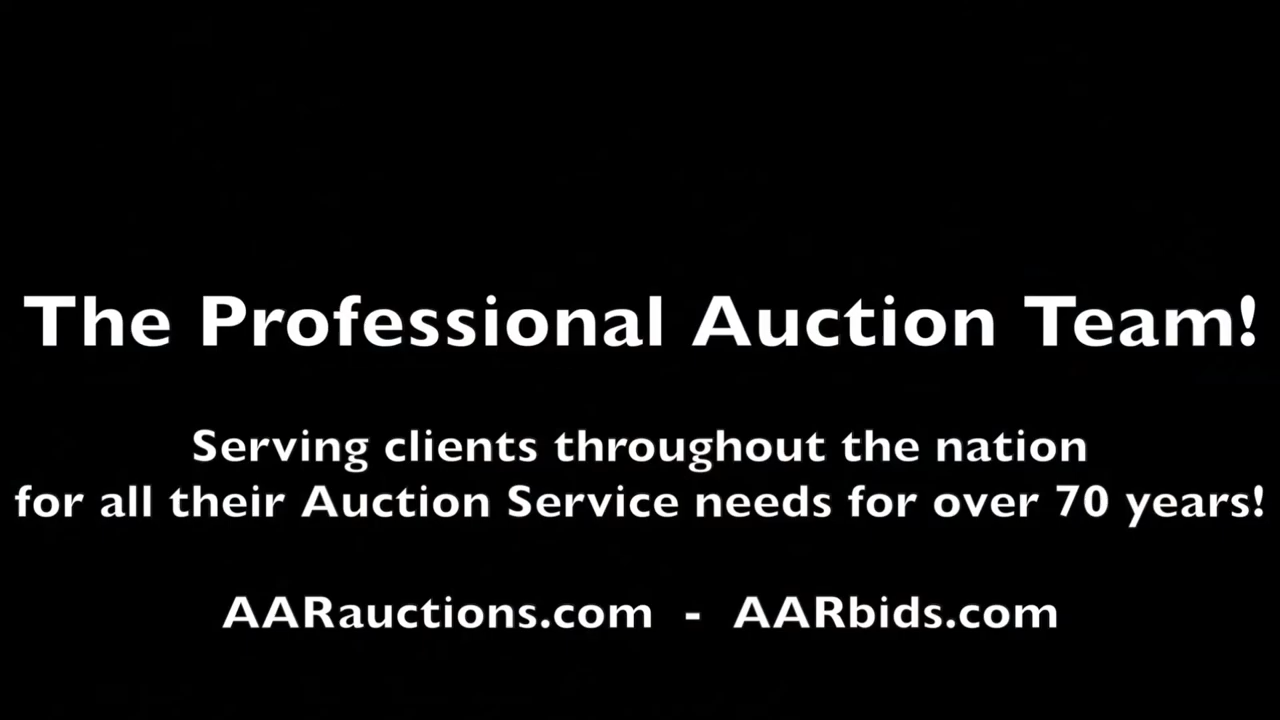 The Professional Auction Team!
Serving clients throughout the nation
for all their Auction Service needs for over 70 years!
AARauctions.com - AARbids.com